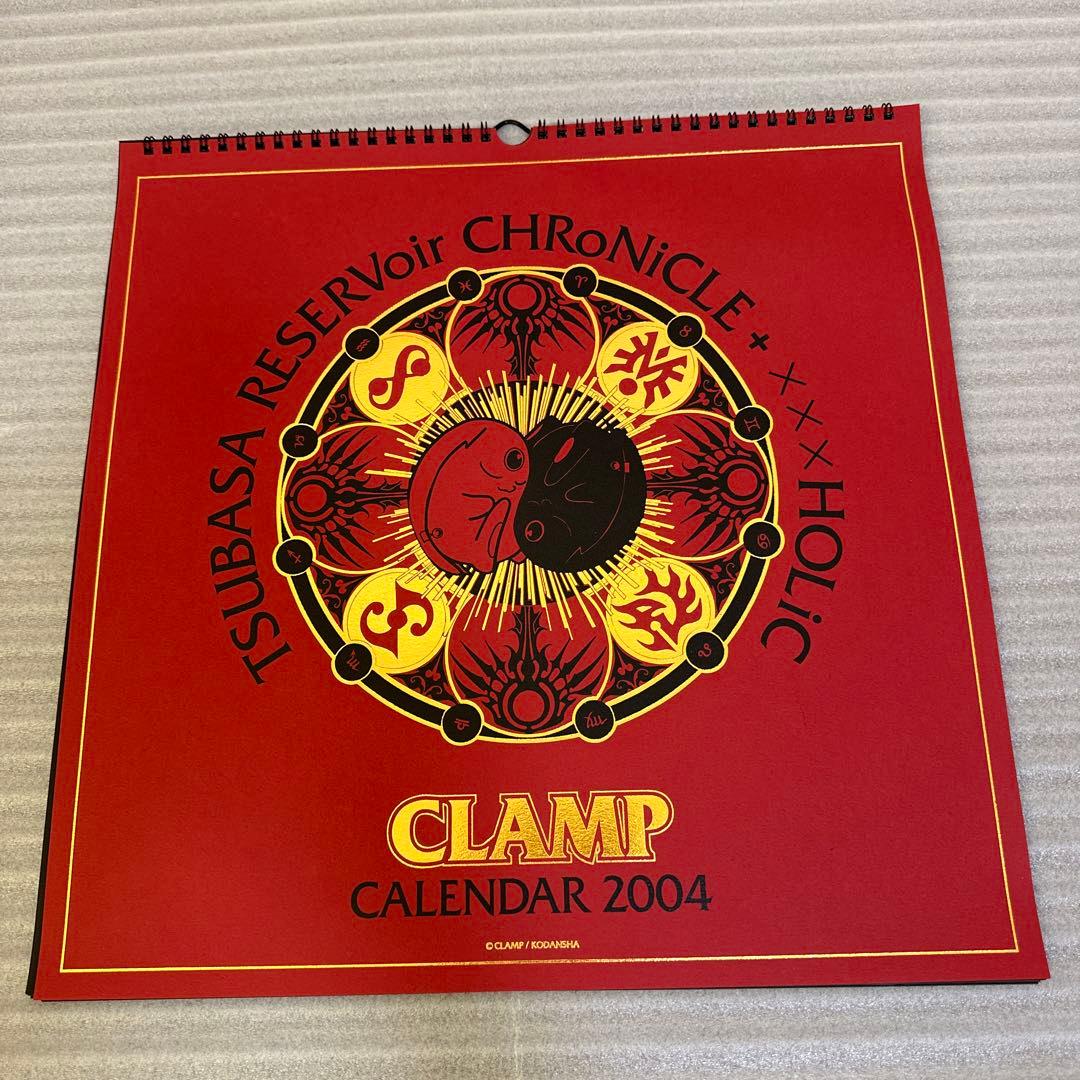 TSUBASA RESERVoir CHRoNiCLE + ×××HOLiC
♓ ♈
♒ ♉
♑ ♊
♐ ♋
♏ ♌
♎ ♍
CLAMP
CALENDAR 2004
© CLAMP / KODANSHA